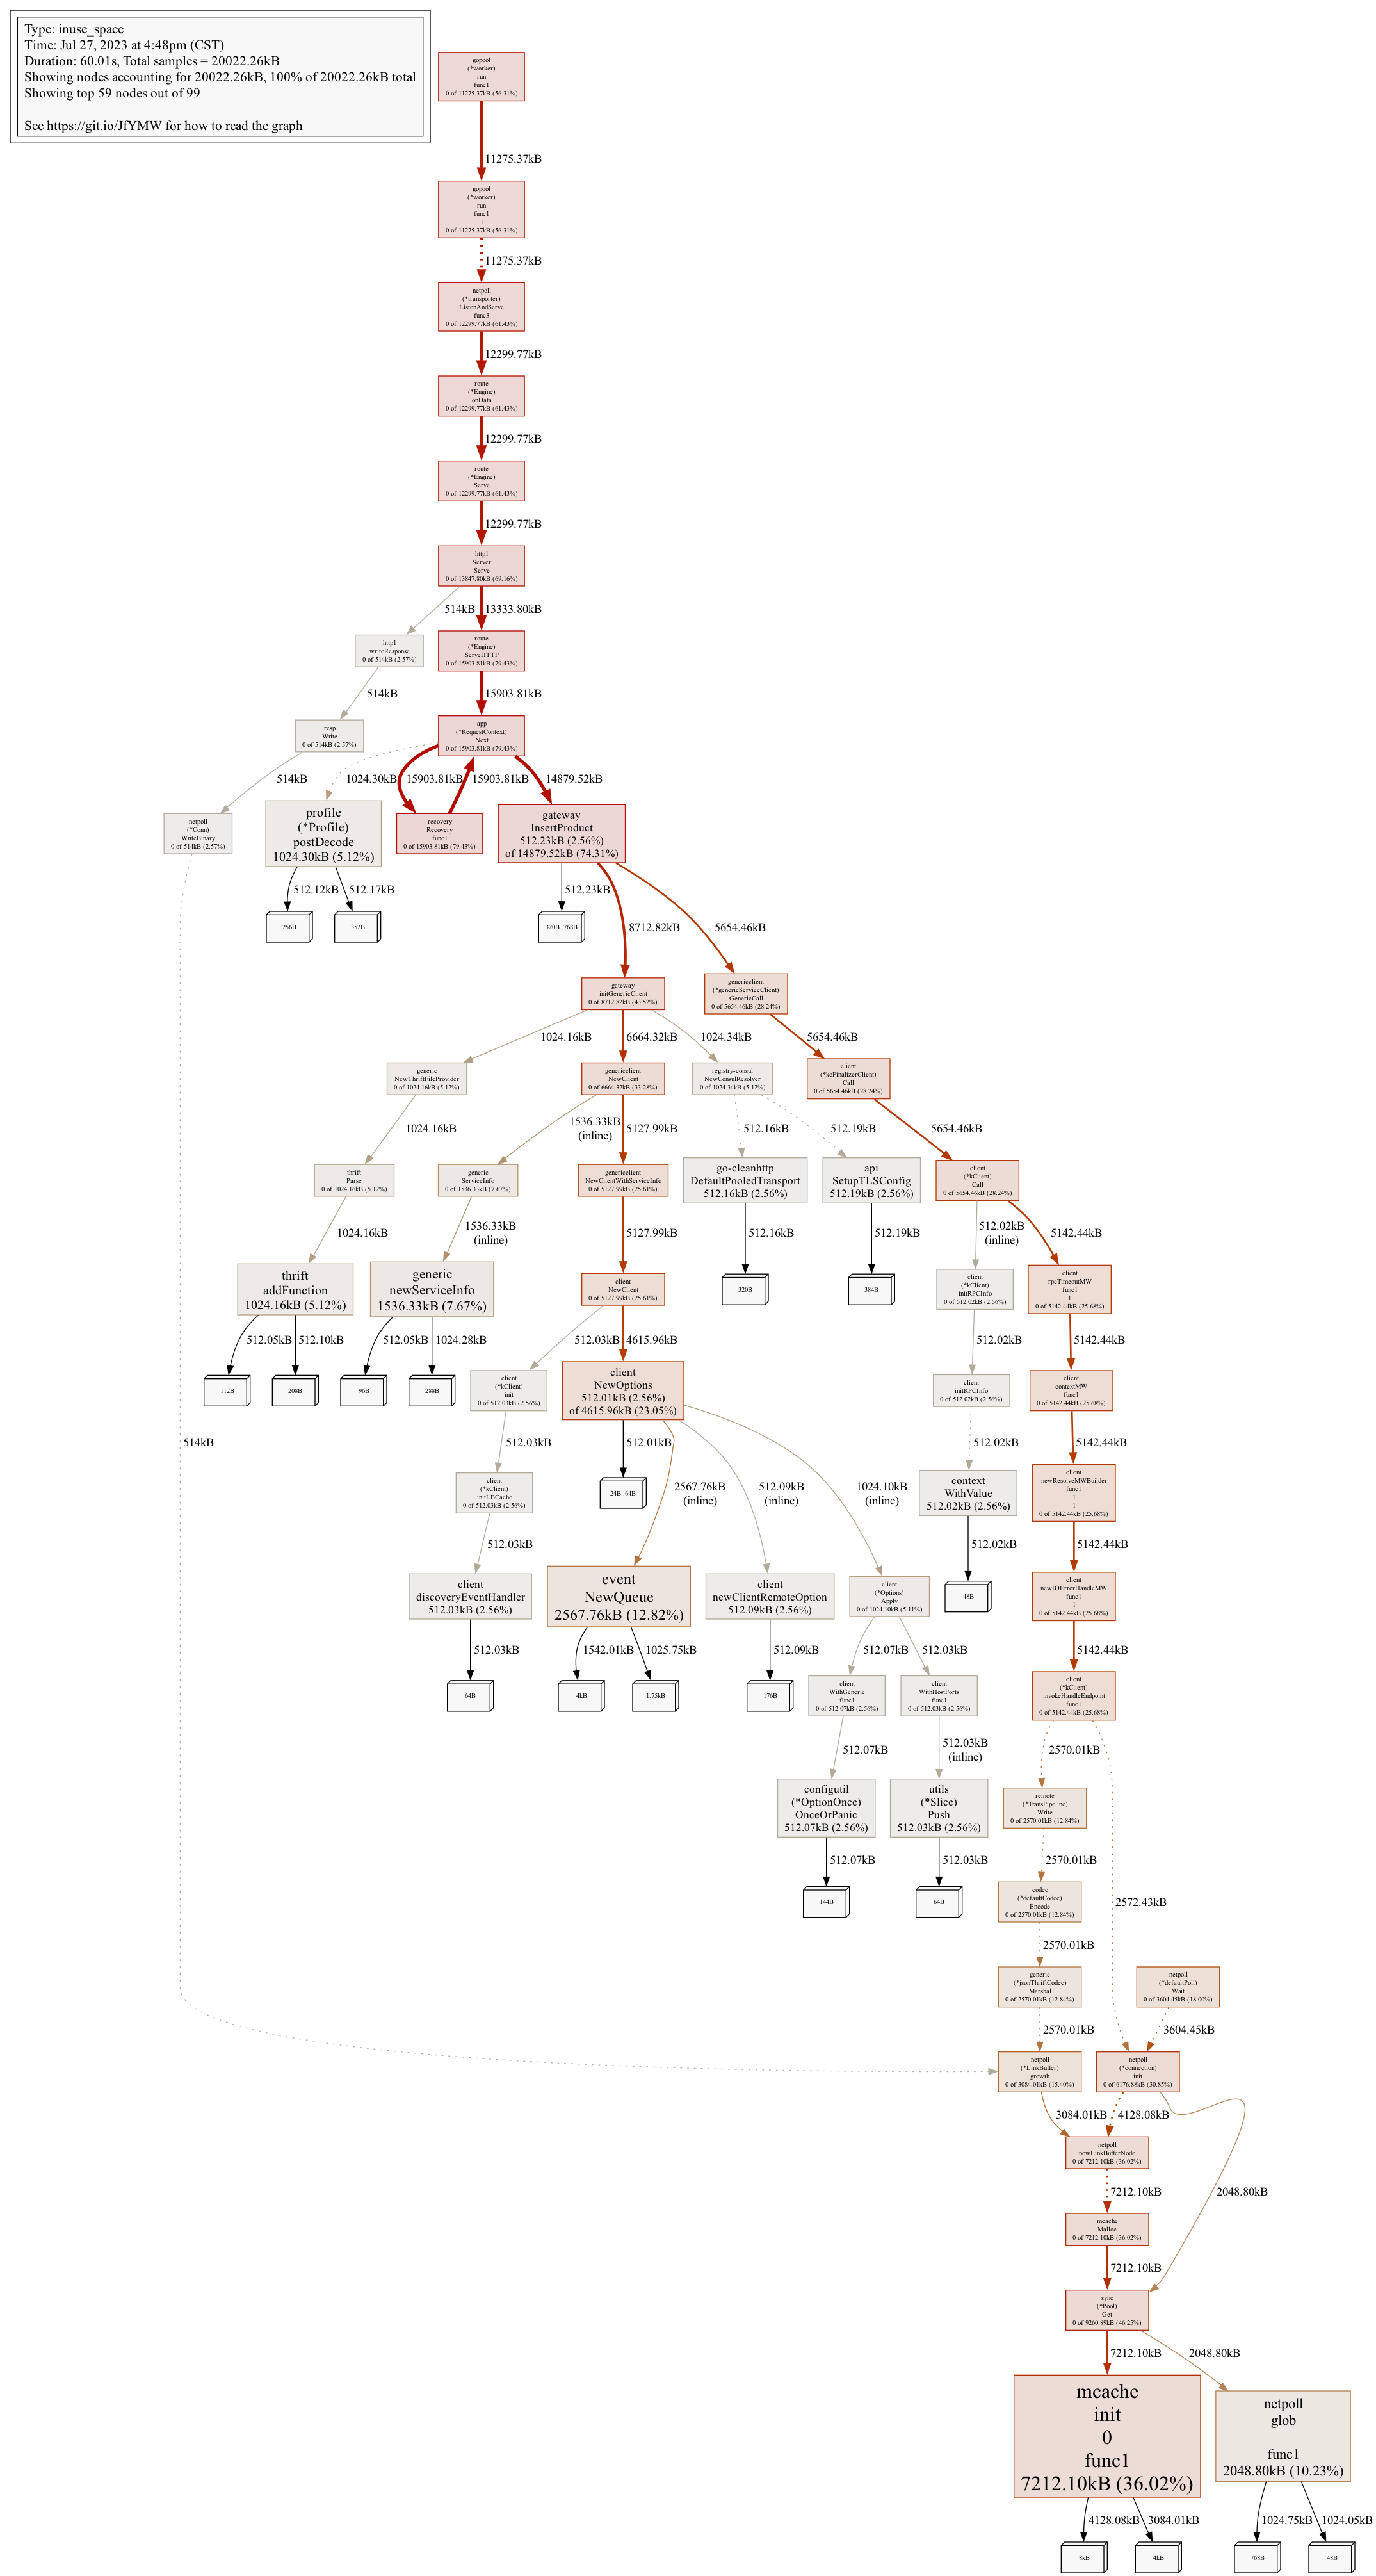 Type: inuse_space
Time: Jul 27, 2023 at 4:48pm (CST)
Duration: 60.01s, Total samples = 20022.26kB
Showing nodes accounting for 20022.26kB, 100% of 20022.26kB total
Showing top 59 nodes out of 99
See https://git.io/JfYMW for how to read the graph
gopool
(*worker)
run
func1
0 of 11275.37kB (56.31%)
11275.37kB
gopool
(*worker)
run
func1
1
0 of 11275.37kB (56.31%)
11275.37kB
netpoll
(*transporter)
ListenAndServe
func3
0 of 12299.77kB (61.43%)
12299.77kB
route
(*Engine)
onData
0 of 12299.77kB (61.43%)
12299.77kB
route
(*Engine)
Serve
0 of 12299.77kB (61.43%)
12299.77kB
http1
Server
Serve
0 of 13847.80kB (69.16%)
514kB
13333.80kB
http1
writeResponse
0 of 514kB (2.57%)
route
(*Engine)
ServeHTTP
0 of 15903.81kB (79.43%)
514kB
15903.81kB
resp
Write
0 of 514kB (2.57%)
app
(*RequestContext)
Next
0 of 15903.81kB (79.43%)
514kB
1024.30kB
15903.81kB
15903.81kB
14879.52kB
netpoll
(*Conn)
WriteBinary
0 of 514kB (2.57%)
profile
(*Profile)
postDecode
1024.30kB (5.12%)
recovery
Recovery
func1
0 of 15903.81kB (79.43%)
gateway
InsertProduct
512.23kB (2.56%)
of 14879.52kB (74.31%)
512.12kB
512.17kB
512.23kB
256B
352B
320B..768B
8712.82kB
5654.46kB
gateway
initGenericClient
0 of 8712.82kB (43.52%)
genericclient
(*genericServiceClient)
GenericCall
0 of 5654.46kB (28.24%)
1024.16kB
6664.32kB
1024.34kB
5654.46kB
generic
NewThriftFileProvider
0 of 1024.16kB (5.12%)
genericclient
NewClient
0 of 6664.32kB (33.28%)
registry-consul
NewConsulResolver
0 of 1024.34kB (5.12%)
client
(*kcFinalizerClient)
Call
0 of 5654.46kB (28.24%)
1024.16kB
1536.33kB
(inline)
5127.99kB
512.16kB
512.19kB
5654.46kB
thrift
Parse
0 of 1024.16kB (5.12%)
generic
ServiceInfo
0 of 1536.33kB (7.67%)
genericclient
NewClientWithServiceInfo
0 of 5127.99kB (25.61%)
go-cleanhttp
DefaultPooledTransport
512.16kB (2.56%)
api
SetupTLSConfig
512.19kB (2.56%)
client
(*kClient)
Call
0 of 5654.46kB (28.24%)
1024.16kB
1536.33kB
(inline)
5127.99kB
512.16kB
512.19kB
512.02kB
(inline)
5142.44kB
thrift
addFunction
1024.16kB (5.12%)
generic
newServiceInfo
1536.33kB (7.67%)
client
NewClient
0 of 5127.99kB (25.61%)
320B
384B
client
(*kClient)
initRPCInfo
0 of 512.02kB (2.56%)
client
rpcTimeoutMW
func1
1
0 of 5142.44kB (25.68%)
512.05kB
512.10kB
512.05kB
1024.28kB
512.03kB
4615.96kB
512.02kB
5142.44kB
112B
208B
96B
288B
client
(*kClient)
init
0 of 512.03kB (2.56%)
client
NewOptions
512.01kB (2.56%)
of 4615.96kB (23.05%)
client
initRPCInfo
0 of 512.02kB (2.56%)
client
contextMW
func1
0 of 5142.44kB (25.68%)
514kB
512.03kB
512.01kB
512.02kB
5142.44kB
client
(*kClient)
initLBCache
0 of 512.03kB (2.56%)
24B..64B
2567.76kB
(inline)
512.09kB
(inline)
1024.10kB
(inline)
context
WithValue
512.02kB (2.56%)
client
newResolveMWBuilder
func1
1
1
0 of 5142.44kB (25.68%)
512.03kB
512.02kB
5142.44kB
client
discoveryEventHandler
512.03kB (2.56%)
event
NewQueue
2567.76kB (12.82%)
client
newClientRemoteOption
512.09kB (2.56%)
client
(*Options)
Apply
0 of 1024.10kB (5.11%)
48B
client
newIOErrorHandleMW
func1
1
0 of 5142.44kB (25.68%)
512.03kB
1542.01kB
1025.75kB
512.09kB
512.07kB
512.03kB
5142.44kB
64B
4kB
1.75kB
176B
client
WithGeneric
func1
0 of 512.07kB (2.56%)
client
WithHostPorts
func1
0 of 512.03kB (2.56%)
client
(*kClient)
invokeHandleEndpoint
func1
0 of 5142.44kB (25.68%)
512.07kB
512.03kB
(inline)
2570.01kB
configutil
(*OptionOnce)
OnceOrPanic
512.07kB (2.56%)
utils
(*Slice)
Push
512.03kB (2.56%)
remote
(*TransPipeline)
Write
0 of 2570.01kB (12.84%)
512.07kB
512.03kB
2570.01kB
144B
64B
codec
(*defaultCodec)
Encode
0 of 2570.01kB (12.84%)
2572.43kB
2570.01kB
generic
(*jsonThriftCodec)
Marshal
0 of 2570.01kB (12.84%)
netpoll
(*defaultPoll)
Wait
0 of 3604.45kB (18.00%)
2570.01kB
3604.45kB
netpoll
(*LinkBuffer)
growth
0 of 3084.01kB (15.40%)
netpoll
(*connection)
init
0 of 6176.88kB (30.85%)
3084.01kB
4128.08kB
netpoll
newLinkBufferNode
0 of 7212.10kB (36.02%)
7212.10kB
2048.80kB
mcache
Malloc
0 of 7212.10kB (36.02%)
7212.10kB
sync
(*Pool)
Get
0 of 9260.89kB (46.25%)
7212.10kB
2048.80kB
mcache
init
0
func1
7212.10kB (36.02%)
netpoll
glob
func1
2048.80kB (10.23%)
4128.08kB
3084.01kB
1024.75kB
1024.05kB
8kB
4kB
768B
48B